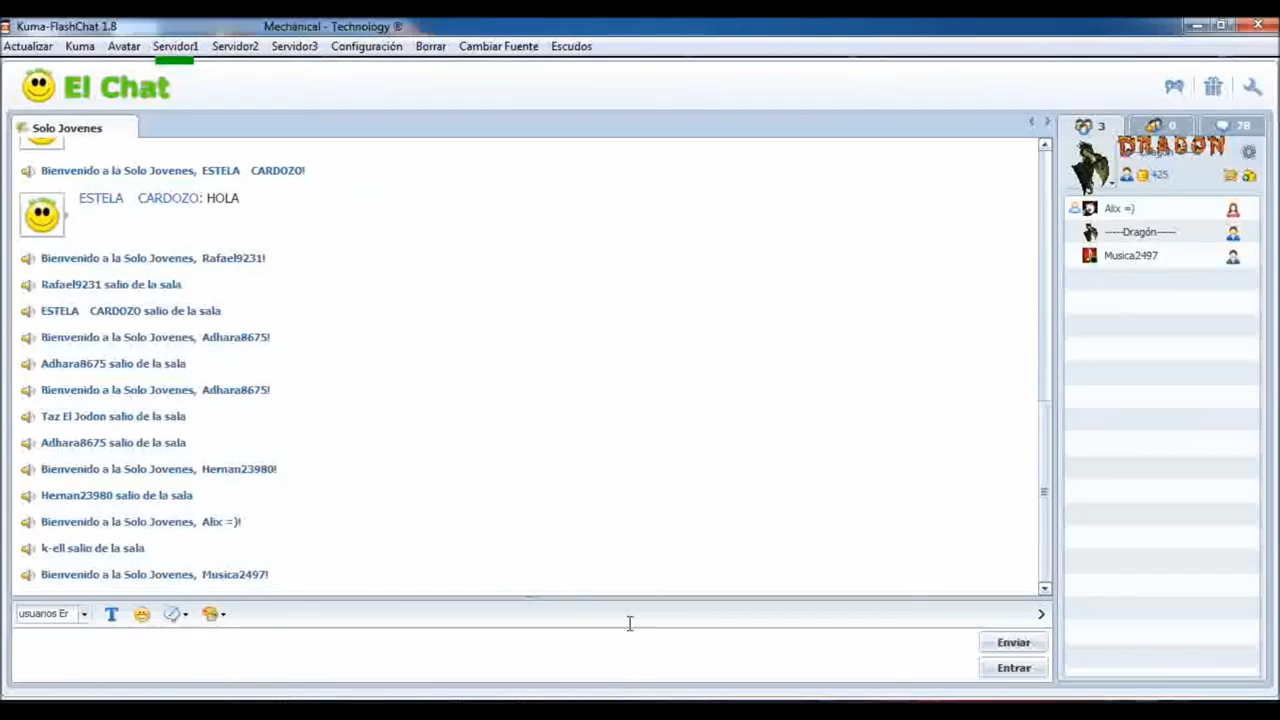 Kuma-FlashChat 1.8
Mechanical - Technology ®
Actualizar Kuma Avatar Servidor1 Servidor2 Servidor3 Configuración Borrar Cambiar Fuente Escudos
El Chat
Solo Jovenes
3 0 78
DRAGON
425
Bienvenido a la Solo Jovenes, ESTELA CARDOZO!
ESTELA CARDOZO: HOLA
Bienvenido a la Solo Jovenes, Rafael9231!
Rafael9231 salio de la sala
ESTELA CARDOZO salio de la sala
Bienvenido a la Solo Jovenes, Adhara8675!
Adhara8675 salio de la sala
Bienvenido a la Solo Jovenes, Adhara8675!
Taz El Jodon salio de la sala
Adhara8675 salio de la sala
Bienvenido a la Solo Jovenes, Hernan23980!
Hernan23980 salio de la sala
Bienvenido a la Solo Jovenes, Alix =)!
k-ell salio de la sala
Bienvenido a la Solo Jovenes, Musica2497!
Alix =)
-----Dragón-----
Musica2497
usuarios Er
Enviar
Entrar